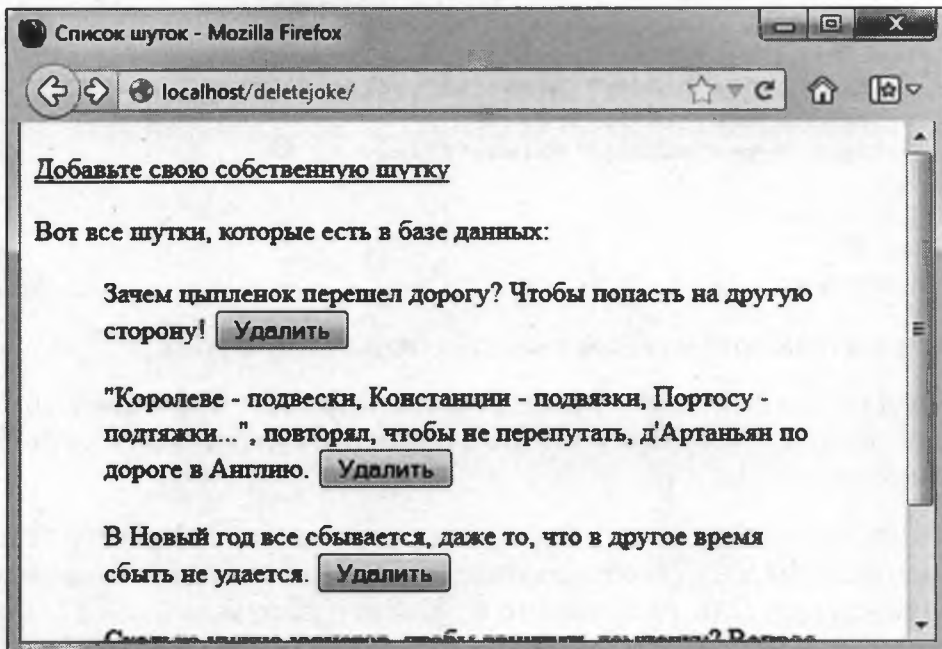 Список шуток - Mozilla Firefox
localhost/deletejoke/
Добавьте свою собственную шутку
Вот все шутки, которые есть в базе данных:
Зачем цыпленок перешел дорогу? Чтобы попасть на другую
сторону! Удалить
"Королеве - подвески, Констанции - подвязки, Портосу -
подтяжки...", повторял, чтобы не перепутать, д'Артаньян по
дороге в Англию. Удалить
В Новый год все сбывается, даже то, что в другое время
сбыть не удается. Удалить